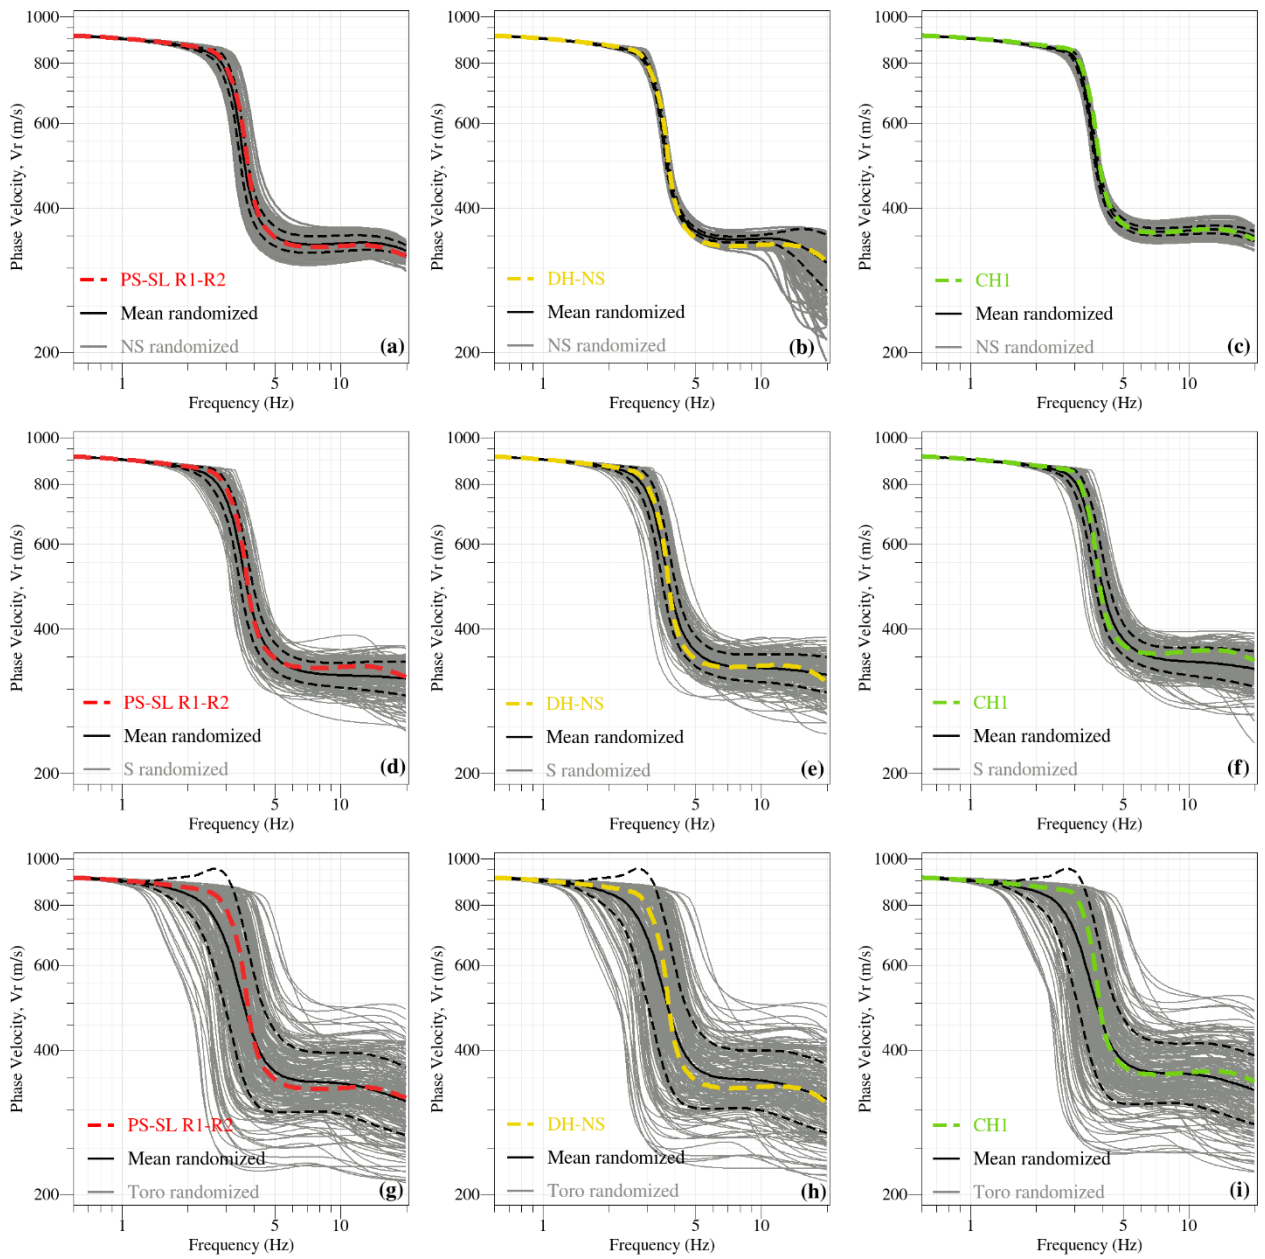 1000
800
600
400
200
Phase Velocity, Vr (m/s)
PS-SL R1-R2
Mean randomized
NS randomized
(a)
1
5
10
Frequency (Hz)
1000
800
600
400
200
Phase Velocity, Vr (m/s)
DH-NS
Mean randomized
NS randomized
(b)
1
5
10
Frequency (Hz)
1000
800
600
400
200
Phase Velocity, Vr (m/s)
CH1
Mean randomized
NS randomized
(c)
1
5
10
Frequency (Hz)
1000
800
600
400
200
Phase Velocity, Vr (m/s)
PS-SL R1-R2
Mean randomized
S randomized
(d)
1
5
10
Frequency (Hz)
1000
800
600
400
200
Phase Velocity, Vr (m/s)
DH-NS
Mean randomized
S randomized
(e)
1
5
10
Frequency (Hz)
1000
800
600
400
200
Phase Velocity, Vr (m/s)
CH1
Mean randomized
S randomized
(f)
1
5
10
Frequency (Hz)
1000
800
600
400
200
Phase Velocity, Vr (m/s)
PS-SL R1-R2
Mean randomized
Toro randomized
(g)
1
5
10
Frequency (Hz)
1000
800
600
400
200
Phase Velocity, Vr (m/s)
DH-NS
Mean randomized
Toro randomized
(h)
1
5
10
Frequency (Hz)
1000
800
600
400
200
Phase Velocity, Vr (m/s)
CH1
Mean randomized
Toro randomized
(i)
1
5
10
Frequency (Hz)